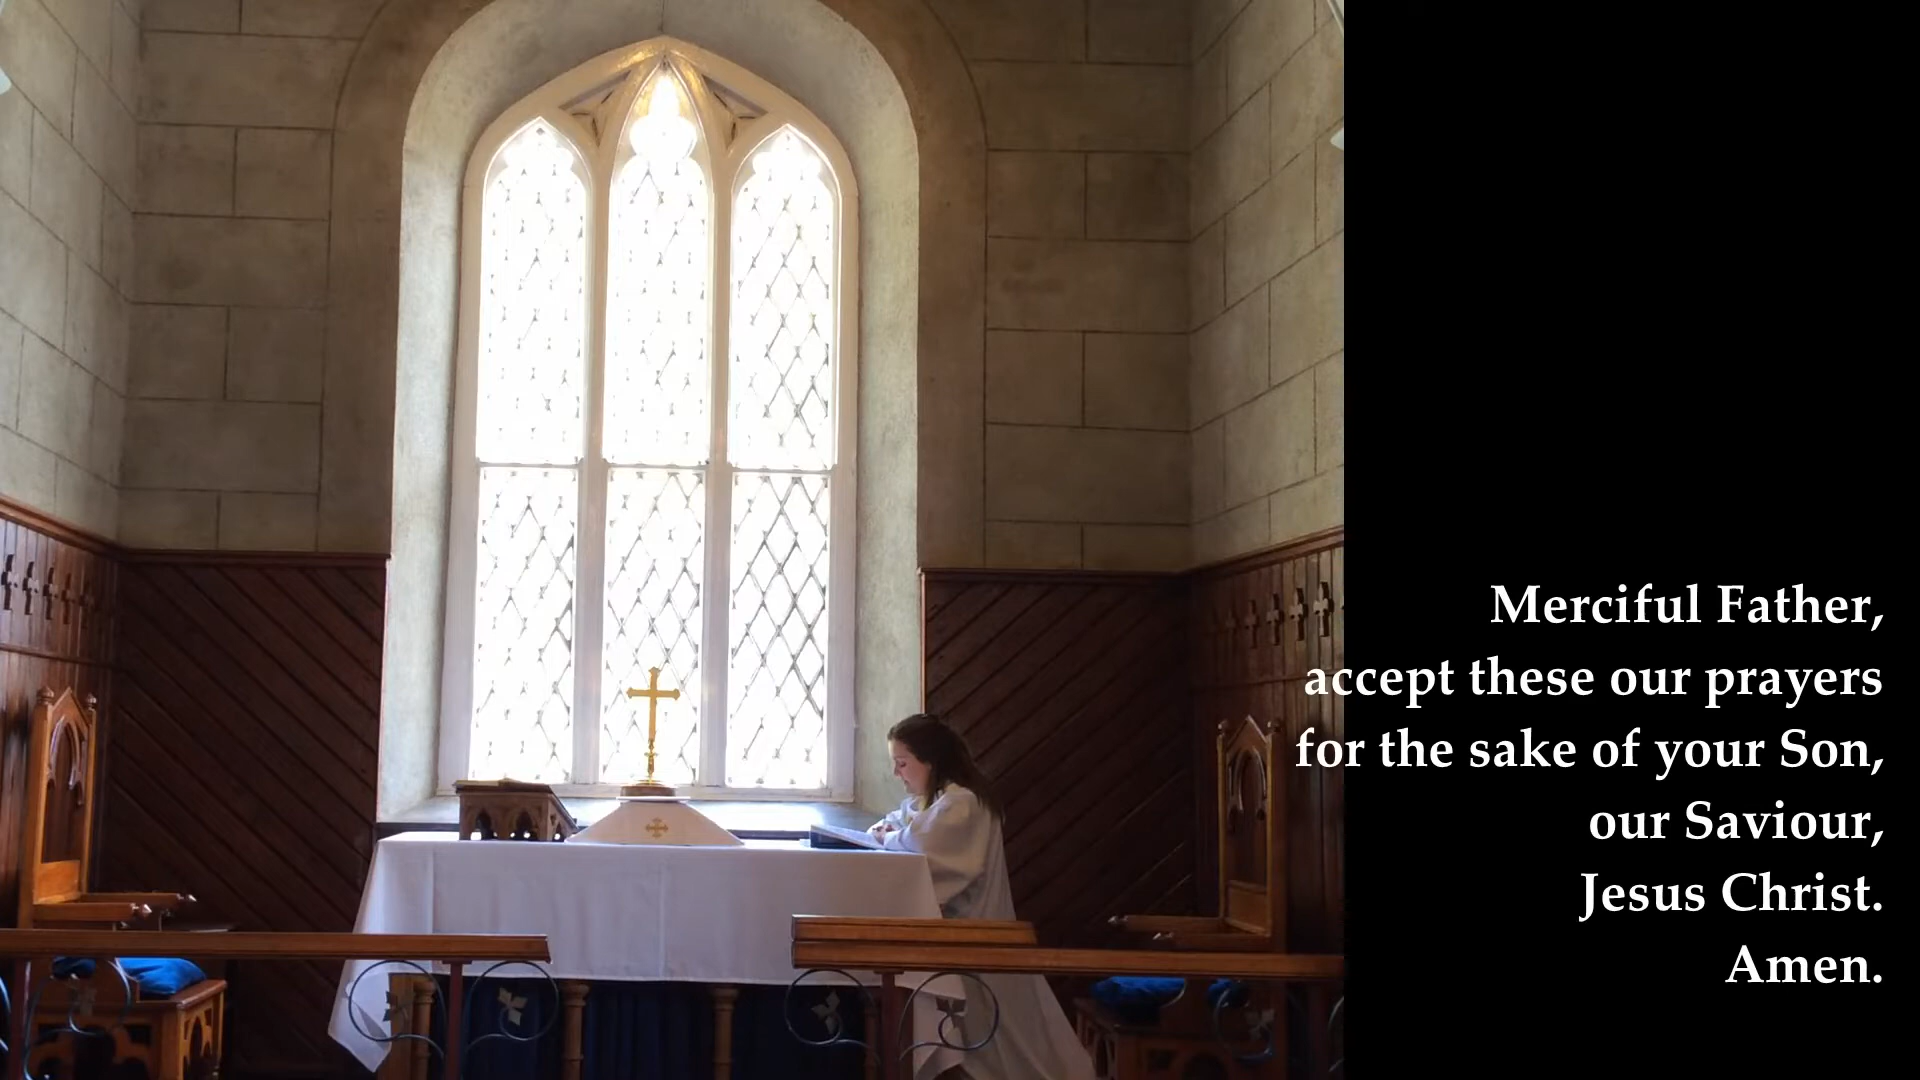 Merciful Father,
accept these our prayers
for the sake of your Son,
our Saviour,
Jesus Christ.
Amen.